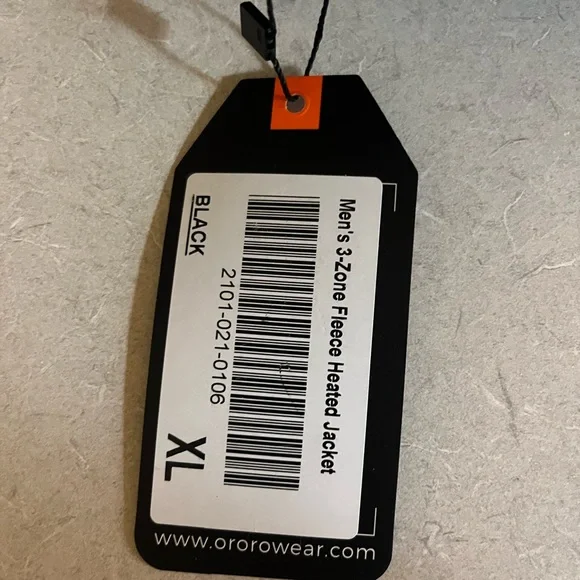 Men's 3-Zone Fleece Heated Jacket
2101-021-0106
BLACK
XL
www.ororowear.com